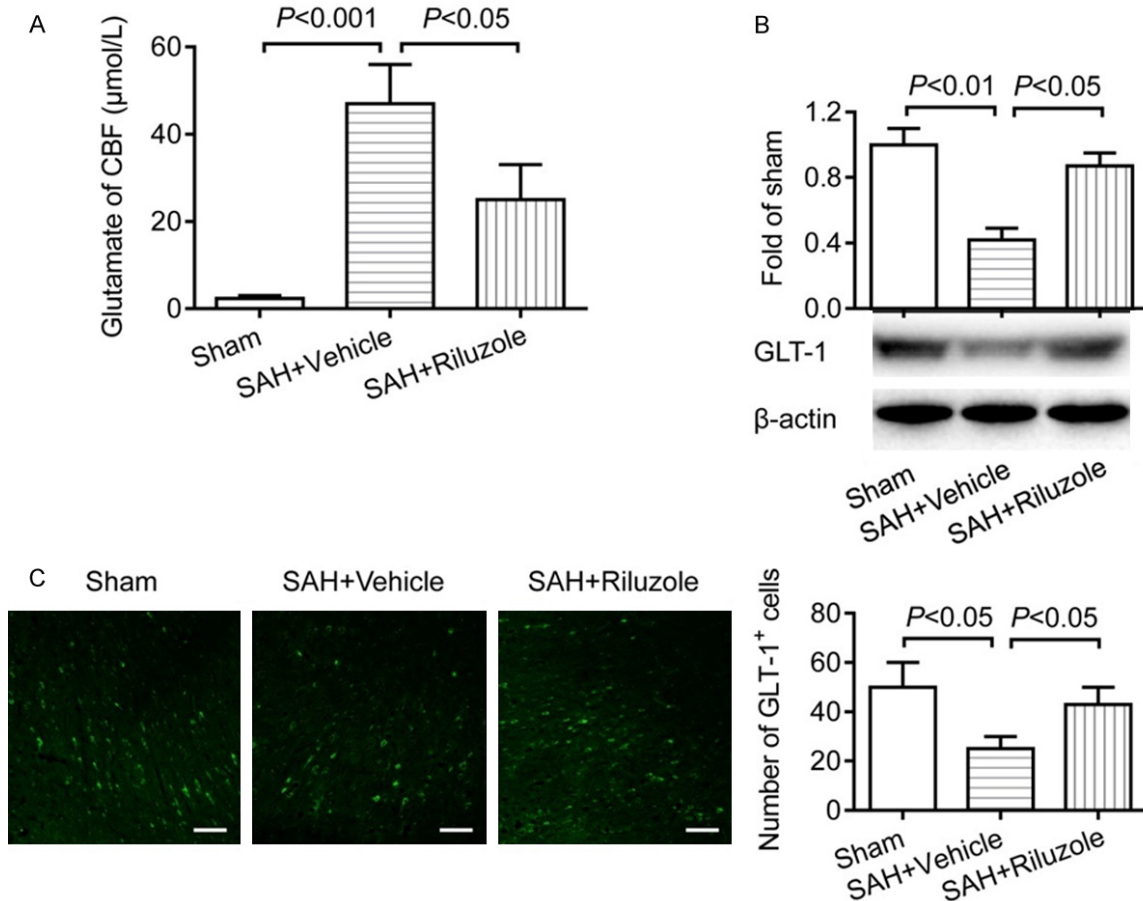 A
P<0.001
P<0.05
Glutamate of CBF (μmol/L)
60
40
20
0
Sham
SAH+Vehicle
SAH+Riluzole
B
P<0.01
P<0.05
Fold of sham
1.2
0.8
0.4
0.0
GLT-1
β-actin
Sham
SAH+Vehicle
SAH+Riluzole
C
Sham
SAH+Vehicle
SAH+Riluzole
Number of GLT-1⁺ cells
80
60
40
20
0
P<0.05
P<0.05
Sham
SAH+Vehicle
SAH+Riluzole